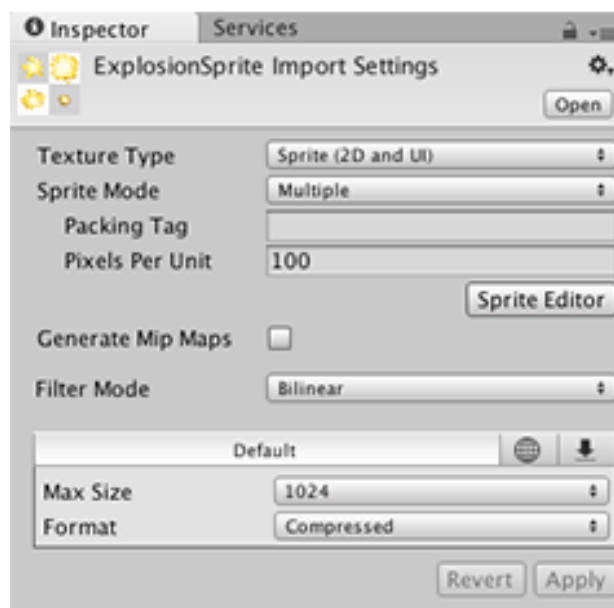 Inspector Services
ExplosionSprite Import Settings
Open
Texture Type Sprite (2D and UI)
Sprite Mode Multiple
Packing Tag
Pixels Per Unit 100
Sprite Editor
Generate Mip Maps
Filter Mode Bilinear
Default
Max Size 1024
Format Compressed
Revert Apply